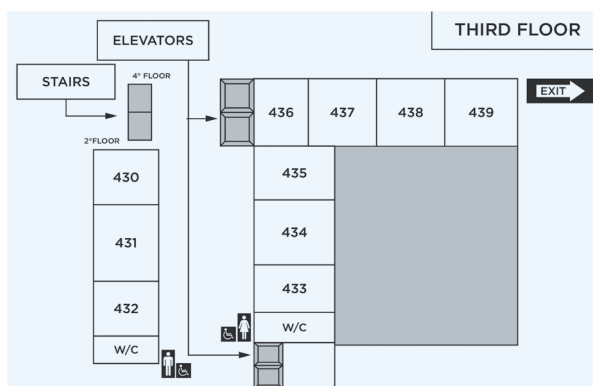 THIRD FLOOR
ELEVATORS
STAIRS
4° FLOOR
EXIT
436 437 438 439
2°FLOOR
430
435
431
434
432
433
W/C
W/C